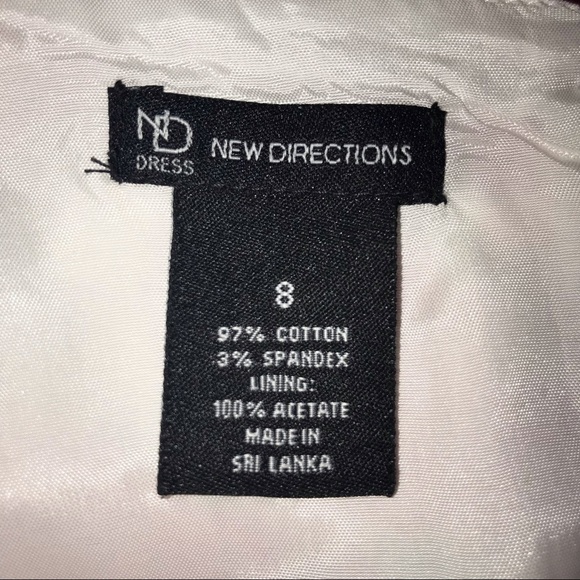 ND
DRESS
NEW DIRECTIONS
8
97% COTTON
3% SPANDEX
LINING:
100% ACETATE
MADE IN
SRI LANKA